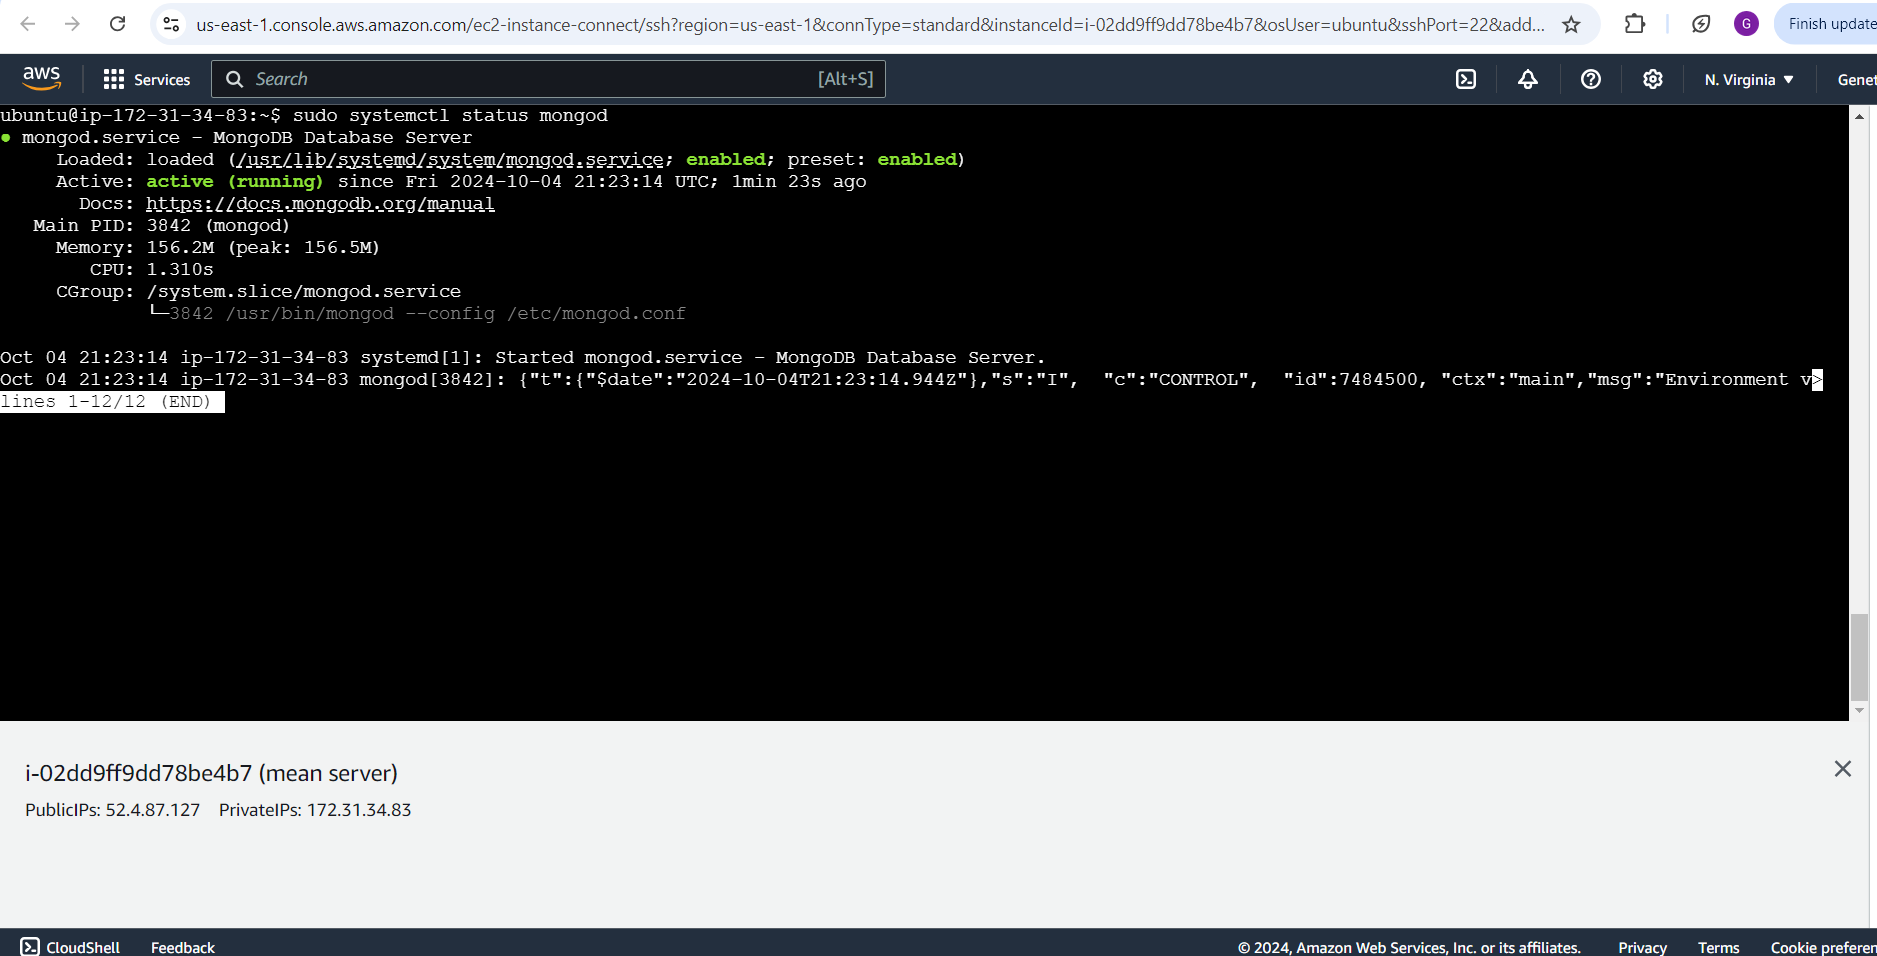 us-east-1.console.aws.amazon.com/ec2-instance-connect/ssh?region=us-east-1&connType=standard&instanceId=i-02dd9ff9dd78be4b7&osUser=ubuntu&sshPort=22&add...
G
Finish update
aws
Services
Search
[Alt+S]
N. Virginia
Genet
ubuntu@ip-172-31-34-83:~$ sudo systemctl status mongod
● mongod.service - MongoDB Database Server
Loaded: loaded (/usr/lib/systemd/system/mongod.service; enabled; preset: enabled)
Active: active (running) since Fri 2024-10-04 21:23:14 UTC; 1min 23s ago
Docs: https://docs.mongodb.org/manual
Main PID: 3842 (mongod)
Memory: 156.2M (peak: 156.5M)
CPU: 1.310s
CGroup: /system.slice/mongod.service
└─3842 /usr/bin/mongod --config /etc/mongod.conf
Oct 04 21:23:14 ip-172-31-34-83 systemd[1]: Started mongod.service - MongoDB Database Server.
Oct 04 21:23:14 ip-172-31-34-83 mongod[3842]: {"t":{"$date":"2024-10-04T21:23:14.944Z"},"s":"I",  "c":"CONTROL",  "id":7484500, "ctx":"main","msg":"Environment v>
lines 1-12/12 (END)
i-02dd9ff9dd78be4b7 (mean server)
PublicIPs: 52.4.87.127 PrivateIPs: 172.31.34.83
CloudShell Feedback © 2024, Amazon Web Services, Inc. or its affiliates. Privacy Terms Cookie preferen